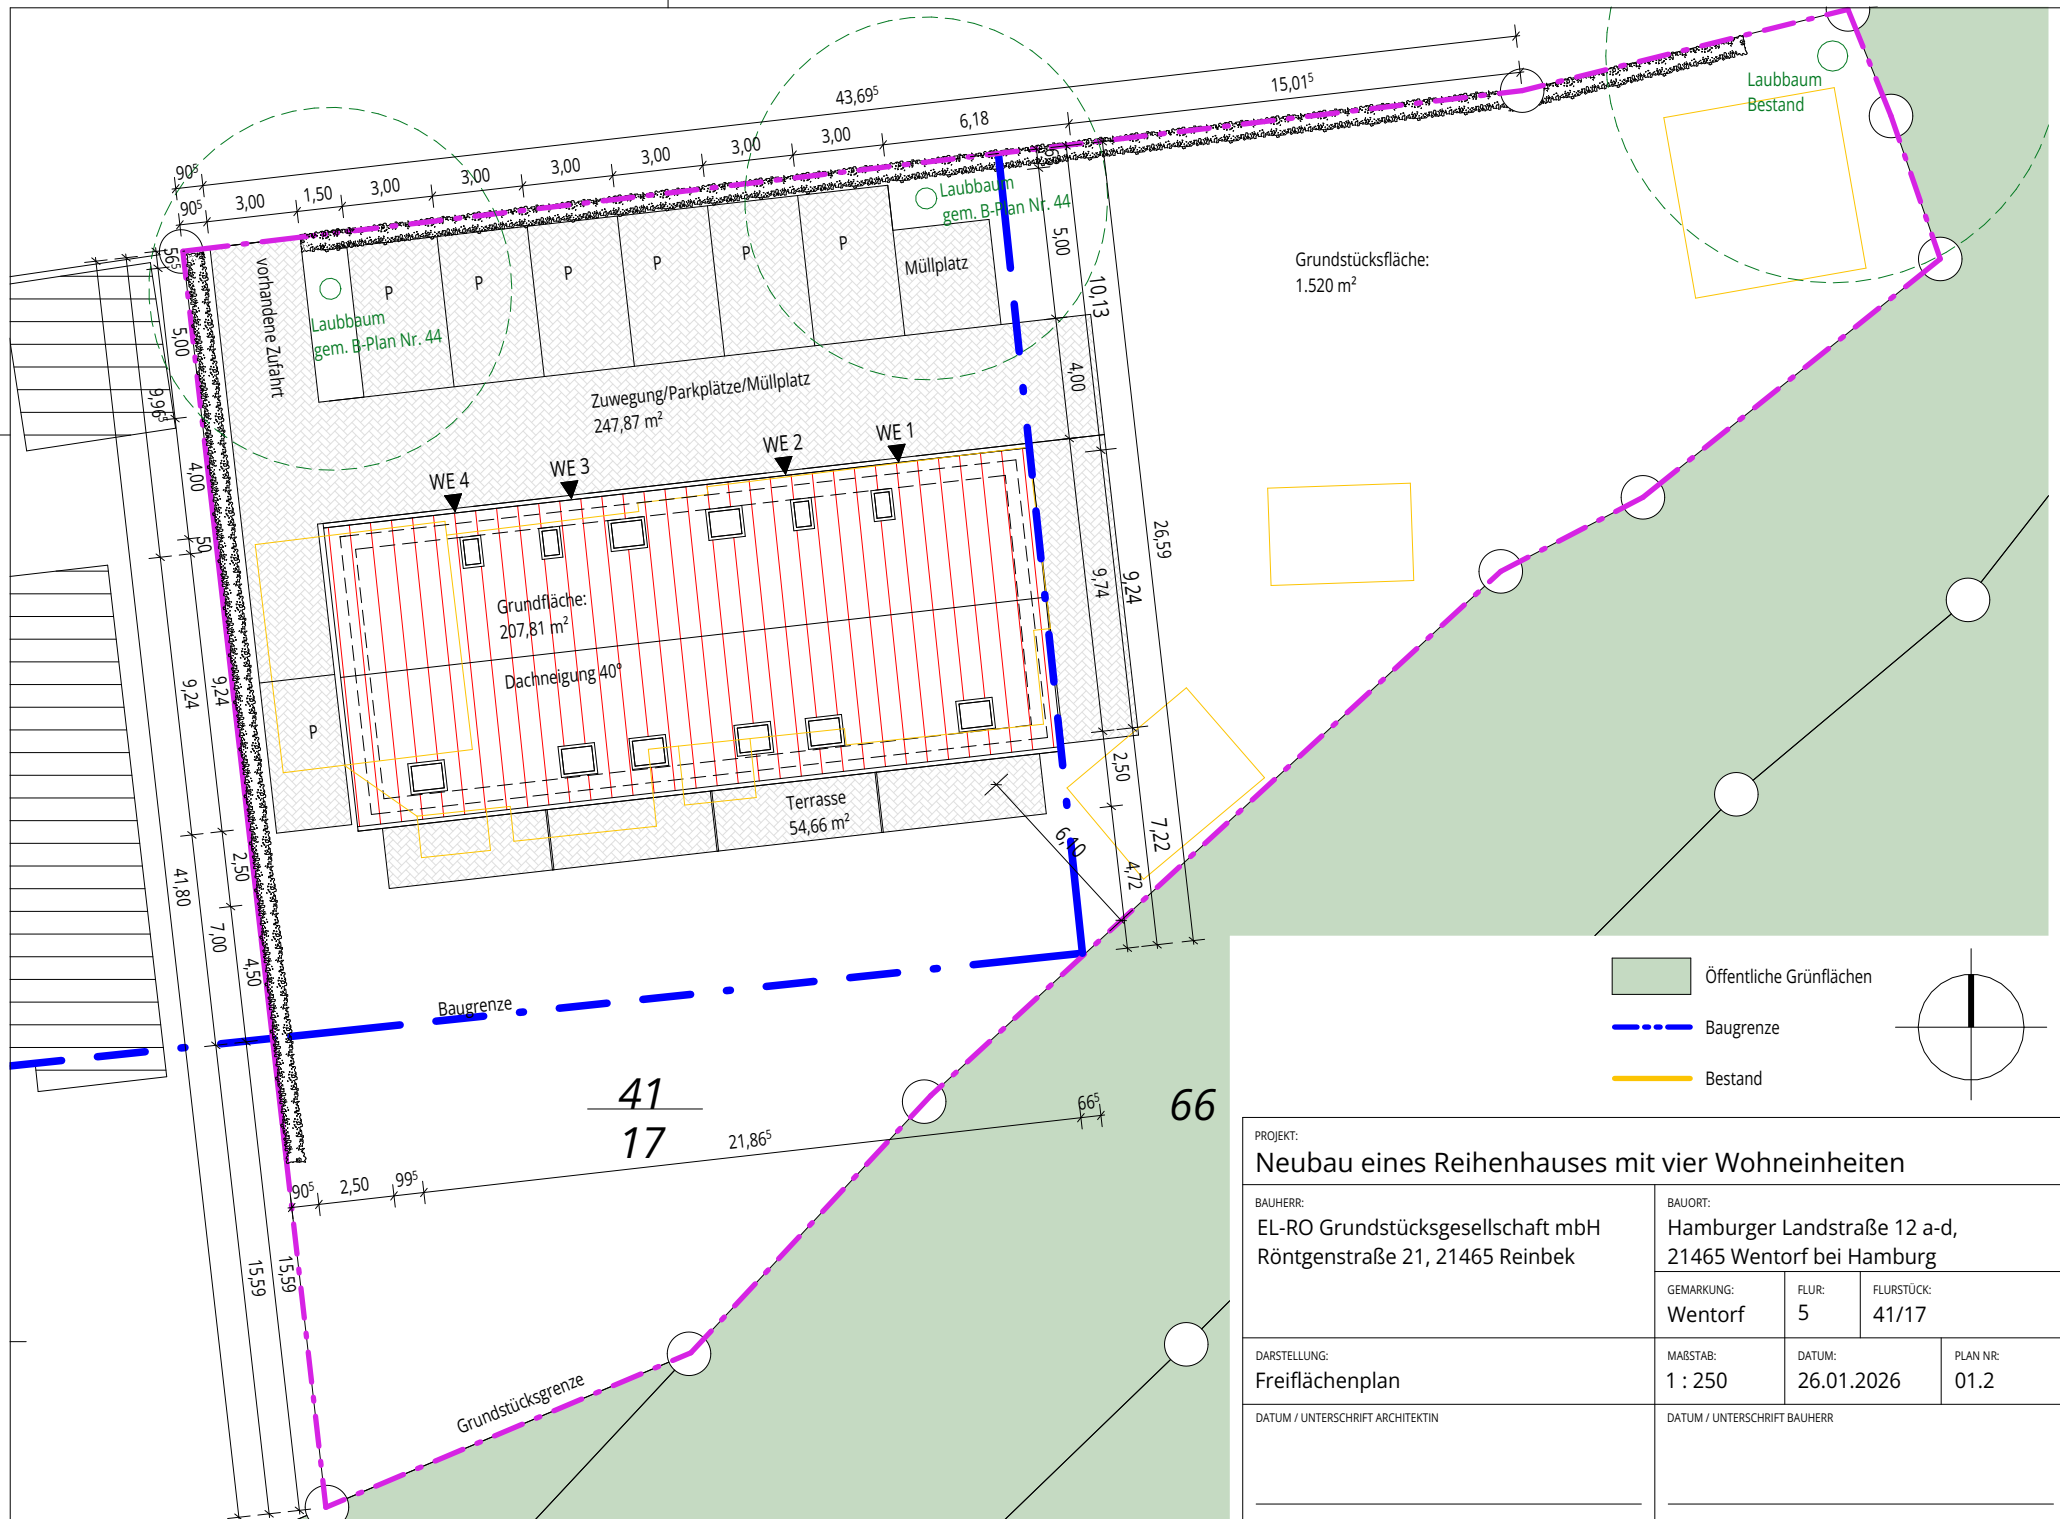 43,69⁵
15,01⁵
6,18
3,00
3,00
3,00
3,00
3,00
3,00
1,50
3,00
90⁵
90⁵
56⁵
Laubbaum
Bestand
Laubbaum
gem. B-Plan Nr. 44
Laubbaum
gem. B-Plan Nr. 44
vorhandene Zufahrt
P
P
P
P
P
P
Müllplatz
5,00
10,13
4,00
Grundstücksfläche:
1.520 m²
5,00
9,96⁵
4,00
50
Zuwegung/Parkplätze/Müllplatz
247,87 m²
WE 4
WE 3
WE 2
WE 1
Grundfläche:
207,81 m²
Dachneigung 40°
P
26,59
9,74
9,24
9,24
9,24
Terrasse
54,66 m²
2,50
7,22
6,40
4,72
41,80
2,50
7,00
4,50
Baugrenze
41
17
66
21,86⁵
66⁵
90⁵
2,50
99⁵
15,59
15,59
Grundstücksgrenze
Öffentliche Grünflächen
Baugrenze
Bestand
PROJEKT:
Neubau eines Reihenhauses mit vier Wohneinheiten
BAUHERR:
EL-RO Grundstücksgesellschaft mbH
Röntgenstraße 21, 21465 Reinbek
BAUORT:
Hamburger Landstraße 12 a-d,
21465 Wentorf bei Hamburg
GEMARKUNG:
Wentorf
FLUR:
5
FLURSTÜCK:
41/17
DARSTELLUNG:
Freiflächenplan
MAßSTAB:
1 : 250
DATUM:
26.01.2026
PLAN NR:
01.2
DATUM / UNTERSCHRIFT ARCHITEKTIN
DATUM / UNTERSCHRIFT BAUHERR